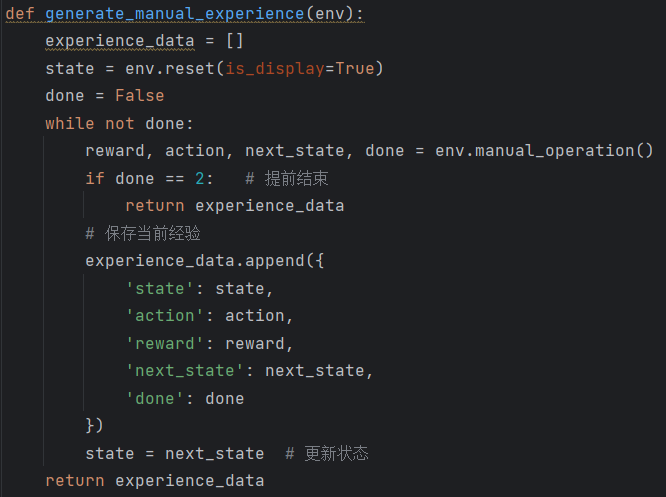 def generate_manual_experience(env):
    experience_data = []
    state = env.reset(is_display=True)
    done = False
    while not done:
        reward, action, next_state, done = env.manual_operation()
        if done == 2:   # 提前结束
            return experience_data
        # 保存当前经验
        experience_data.append({
            'state': state,
            'action': action,
            'reward': reward,
            'next_state': next_state,
            'done': done
        })
        state = next_state  # 更新状态
    return experience_data